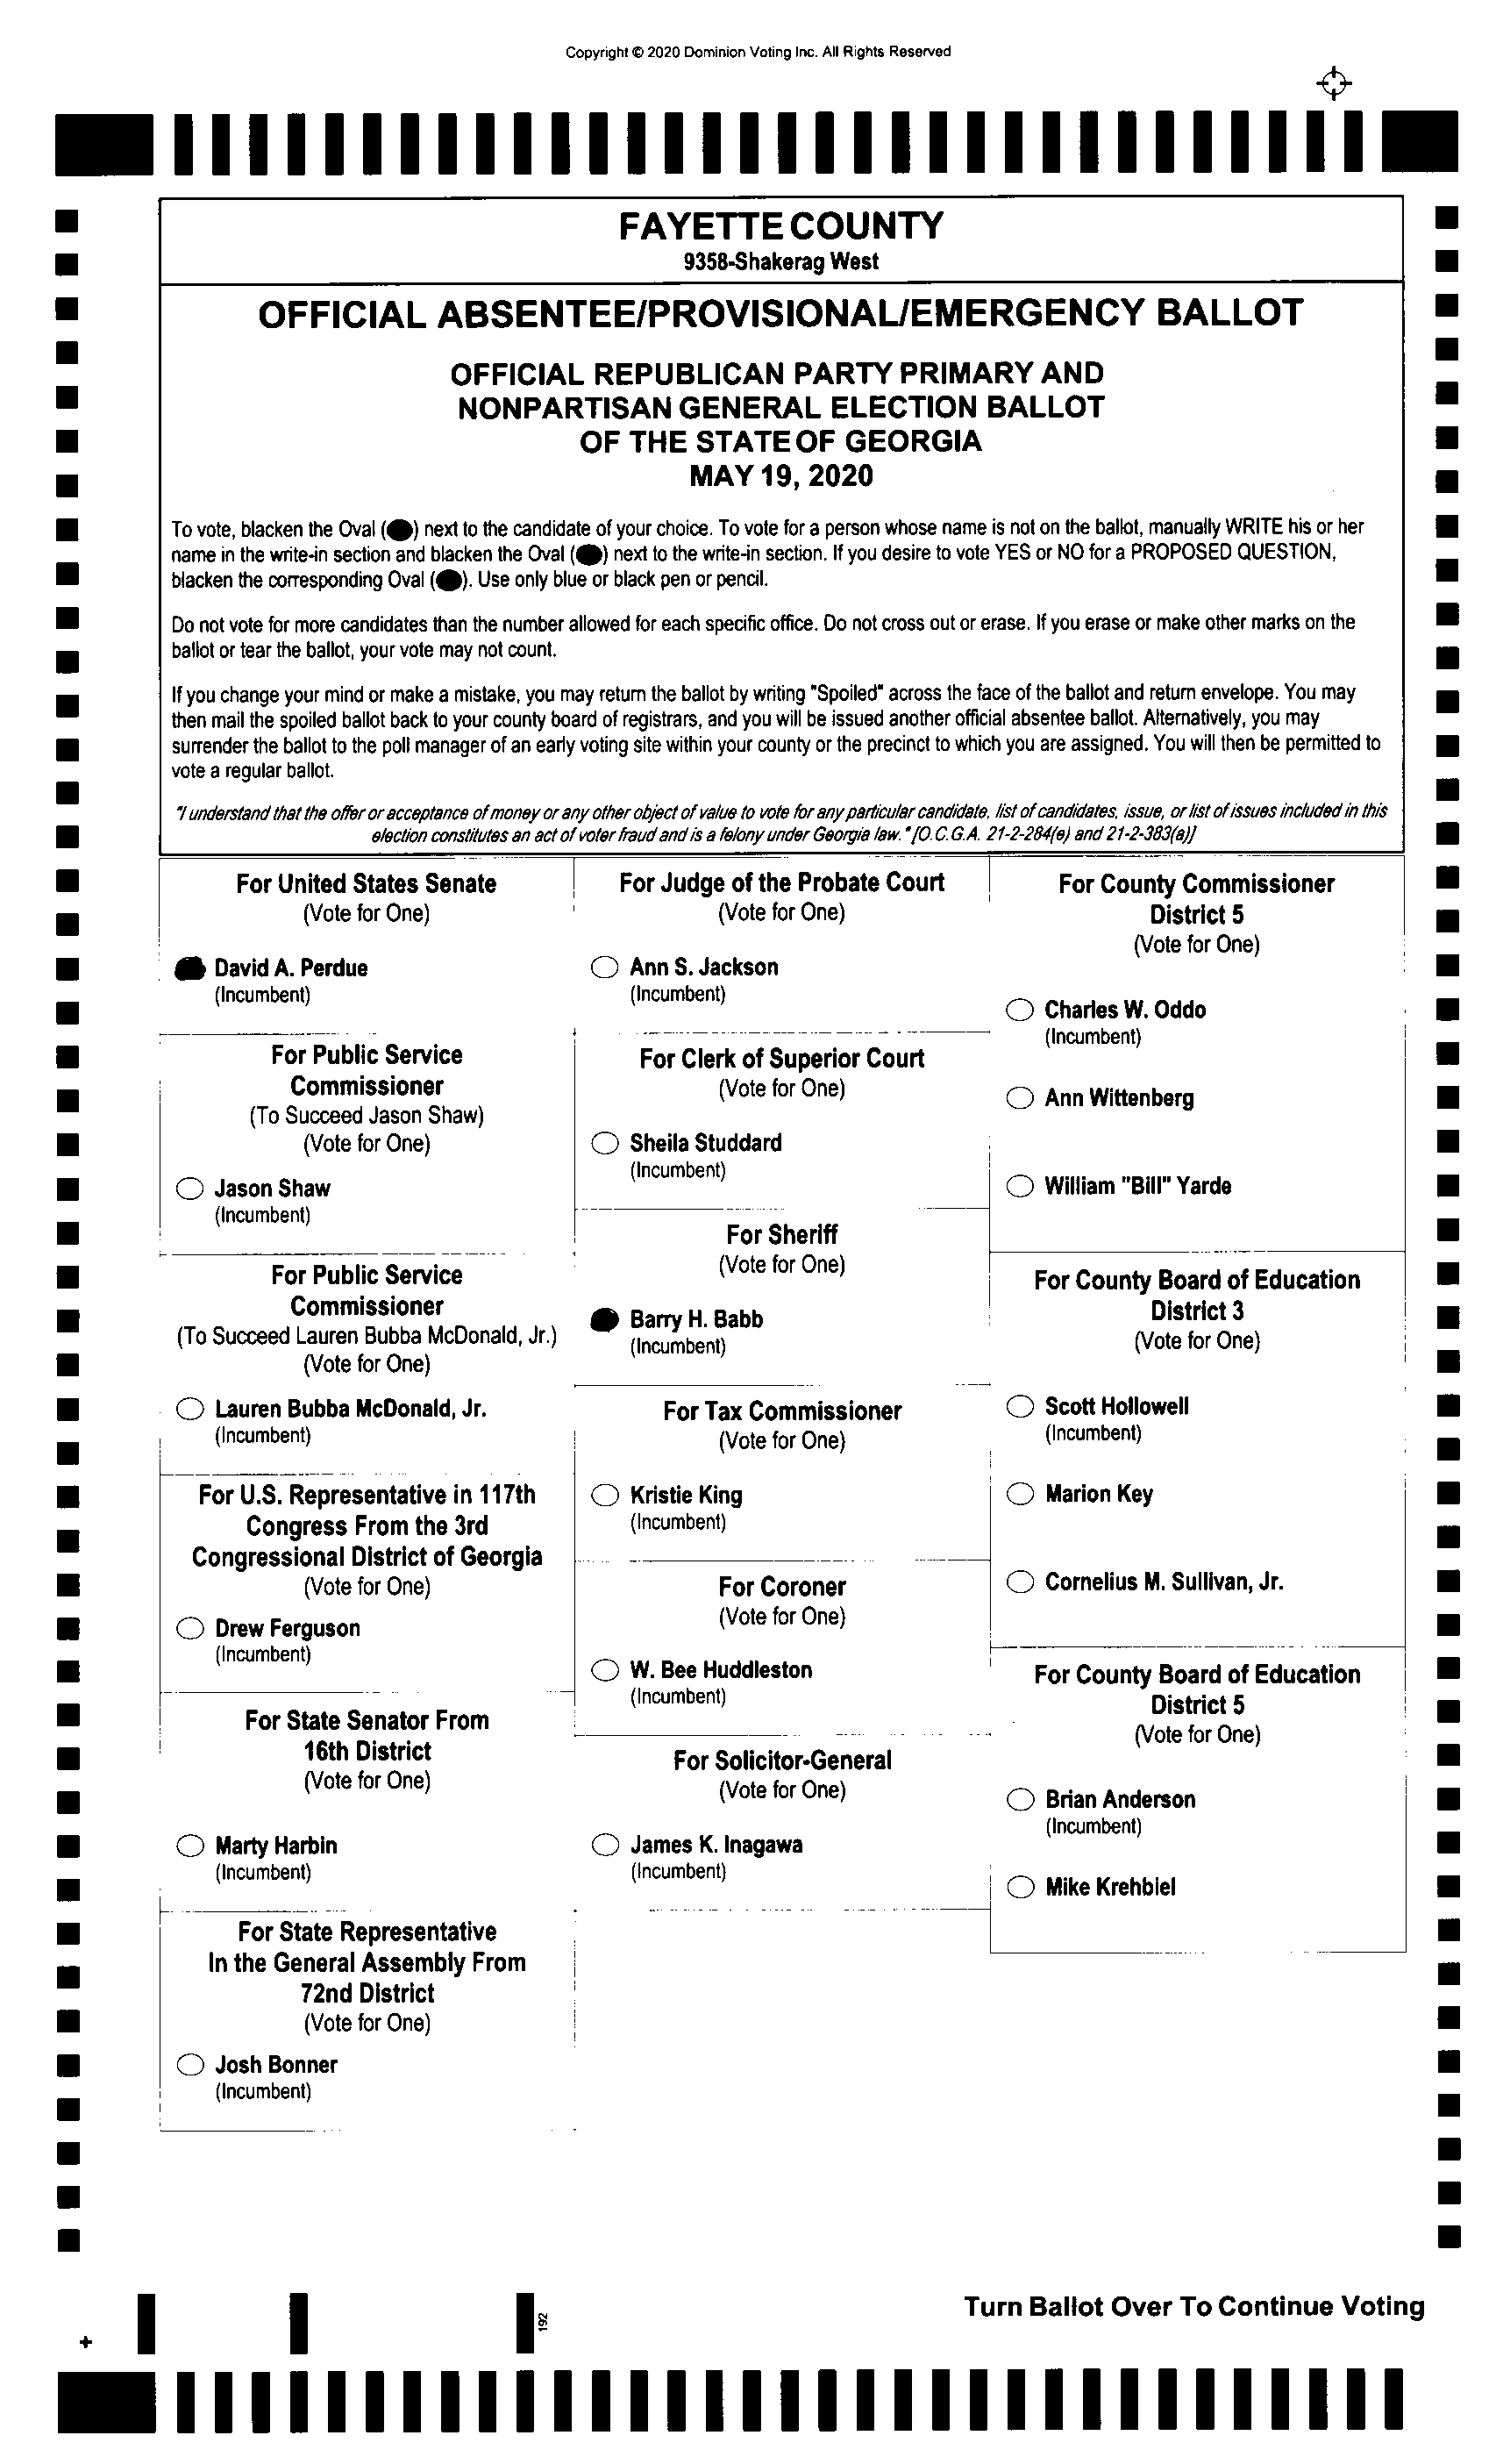 Copyright © 2020 Dominion Voting Inc. All Rights Reserved
FAYETTE COUNTY
9358-Shakerag West
OFFICIAL ABSENTEE/PROVISIONAL/EMERGENCY BALLOT
OFFICIAL REPUBLICAN PARTY PRIMARY AND
NONPARTISAN GENERAL ELECTION BALLOT
OF THE STATE OF GEORGIA
MAY 19, 2020
To vote, blacken the Oval () next to the candidate of your choice. To vote for a person whose name is not on the ballot, manually WRITE his or her
name in the write-in section and blacken the Oval () next to the write-in section. If you desire to vote YES or NO for a PROPOSED QUESTION,
blacken the corresponding Oval (). Use only blue or black pen or pencil.
Do not vote for more candidates than the number allowed for each specific office. Do not cross out or erase. If you erase or make other marks on the
ballot or tear the ballot, your vote may not count.
If you change your mind or make a mistake, you may return the ballot by writing "Spoiled" across the face of the ballot and return envelope. You may
then mail the spoiled ballot back to your county board of registrars, and you will be issued another official absentee ballot. Alternatively, you may
surrender the ballot to the poll manager of an early voting site within your county or the precinct to which you are assigned. You will then be permitted to
vote a regular ballot.
"I understand that the offer or acceptance of money or any other object of value to vote for any particular candidate, list of candidates, issue, or list of issues included in this
election constitutes an act of voter fraud and is a felony under Georgia law." [O.C.G.A. 21-2-284(e) and 21-2-383(a)]
For United States Senate
(Vote for One)
David A. Perdue
(Incumbent)
For Public Service
Commissioner
(To Succeed Jason Shaw)
(Vote for One)
Jason Shaw
(Incumbent)
For Public Service
Commissioner
(To Succeed Lauren Bubba McDonald, Jr.)
(Vote for One)
Lauren Bubba McDonald, Jr.
(Incumbent)
For U.S. Representative in 117th
Congress From the 3rd
Congressional District of Georgia
(Vote for One)
Drew Ferguson
(Incumbent)
For State Senator From
16th District
(Vote for One)
Marty Harbin
(Incumbent)
For State Representative
In the General Assembly From
72nd District
(Vote for One)
Josh Bonner
(Incumbent)
For Judge of the Probate Court
(Vote for One)
Ann S. Jackson
(Incumbent)
For Clerk of Superior Court
(Vote for One)
Sheila Studdard
(Incumbent)
For Sheriff
(Vote for One)
Barry H. Babb
(Incumbent)
For Tax Commissioner
(Vote for One)
Kristie King
(Incumbent)
For Coroner
(Vote for One)
W. Bee Huddleston
(Incumbent)
For Solicitor-General
(Vote for One)
James K. Inagawa
(Incumbent)
For County Commissioner
District 5
(Vote for One)
Charles W. Oddo
(Incumbent)
Ann Wittenberg
William "Bill" Yarde
For County Board of Education
District 3
(Vote for One)
Scott Hollowell
(Incumbent)
Marion Key
Cornelius M. Sullivan, Jr.
For County Board of Education
District 5
(Vote for One)
Brian Anderson
(Incumbent)
Mike Krehbiel
Turn Ballot Over To Continue Voting
192
+